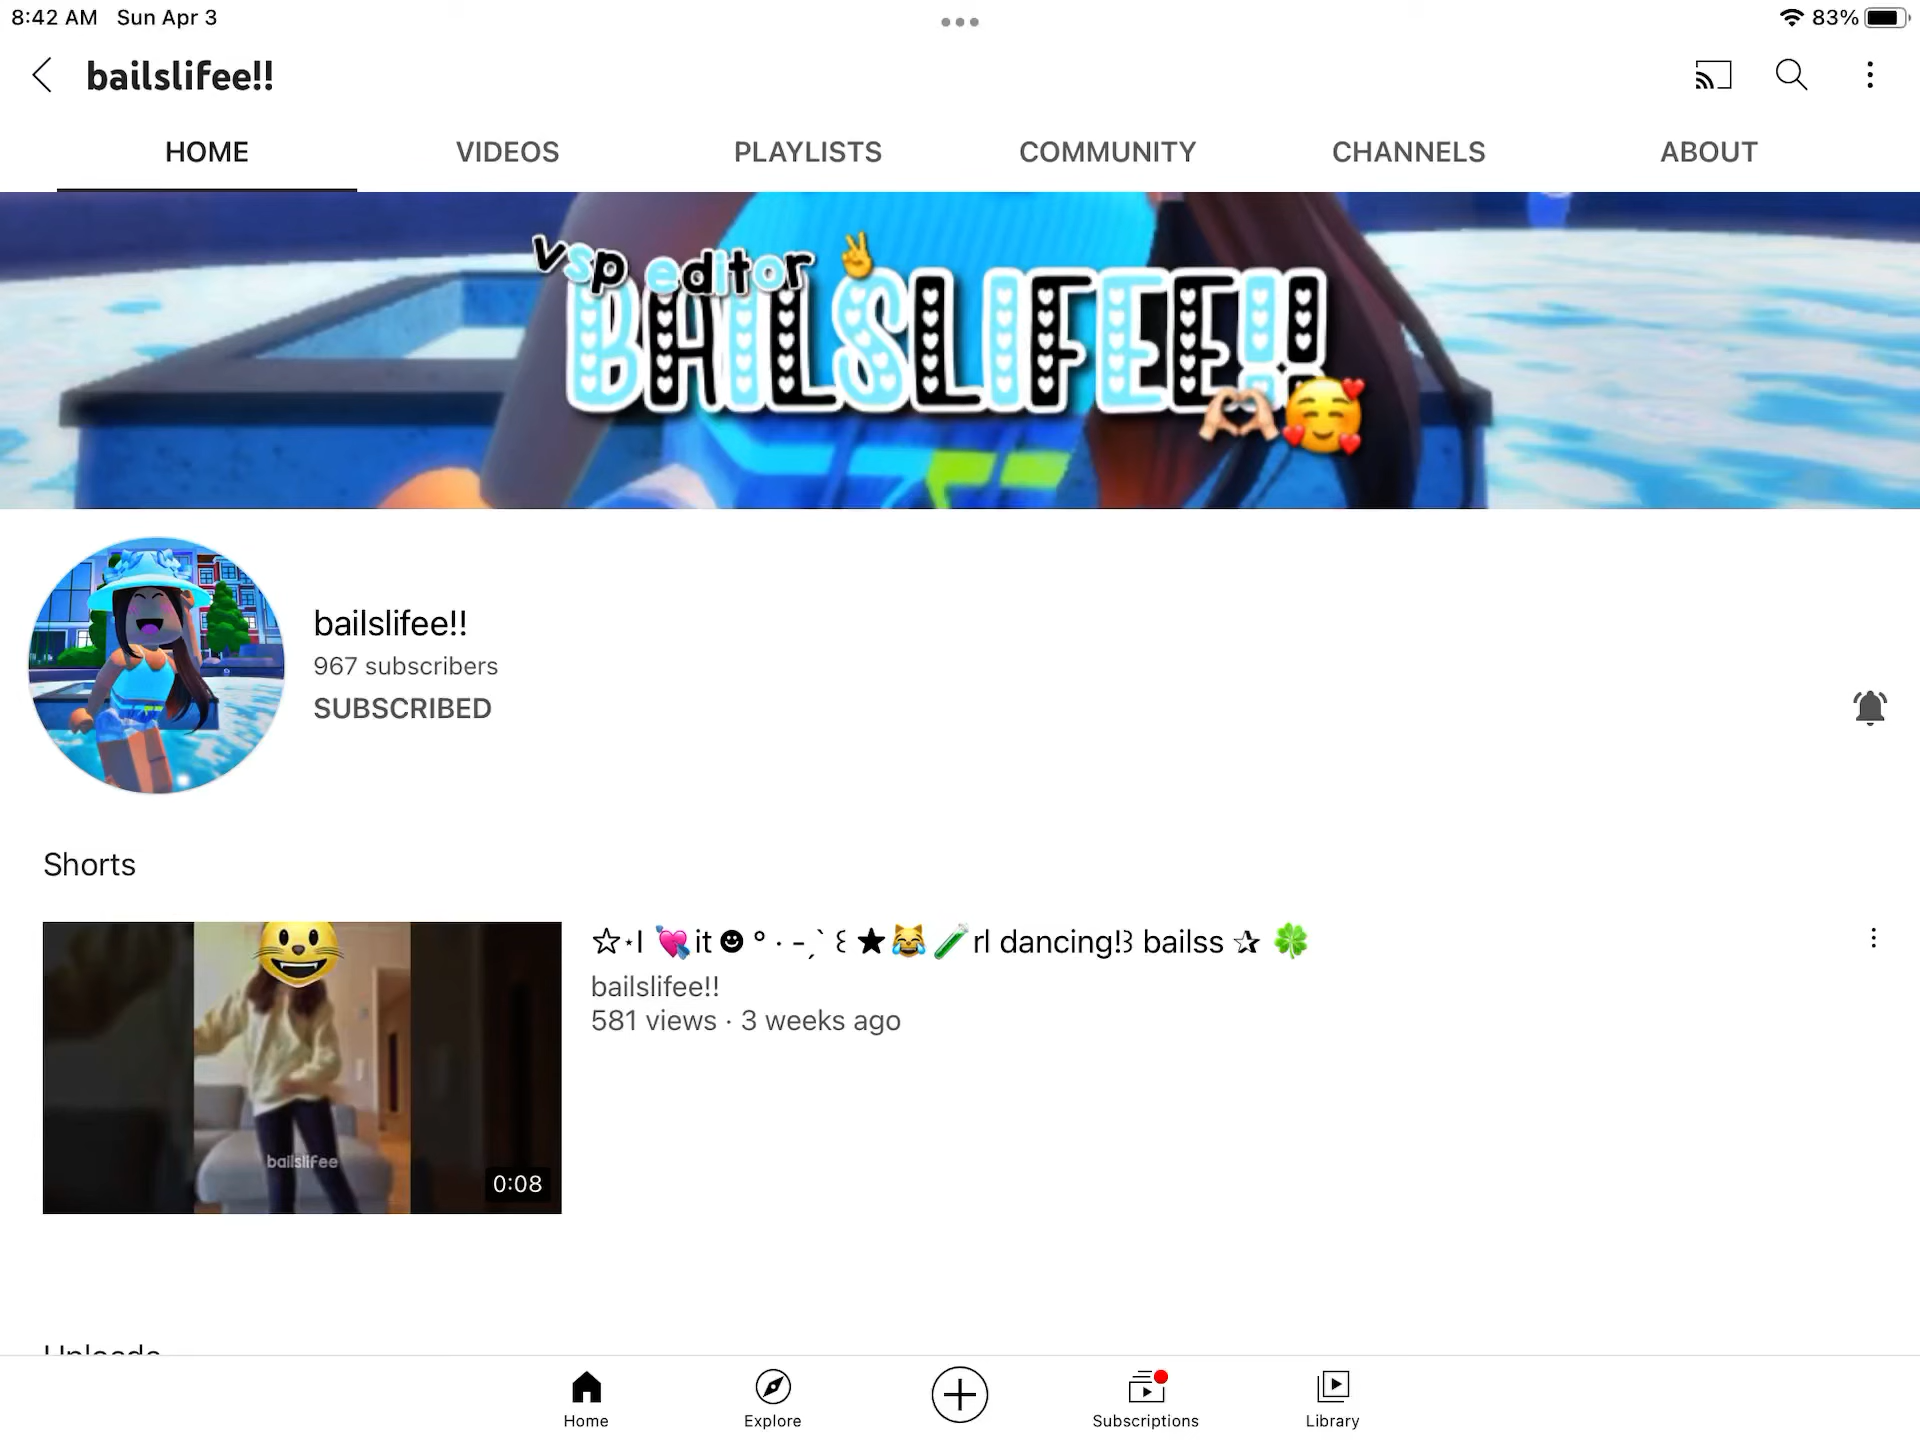 8:42 AM Sun Apr 3
83%
bailslifee!!
HOME VIDEOS PLAYLISTS COMMUNITY CHANNELS ABOUT
vsp editor ✌
BAILSLIFEE!!
🫶🏻🥰
bailslifee!!
967 subscribers
SUBSCRIBED
Shorts
☆⋆I 💘it☻° · – ˏˋ꒰★😹🧪rl dancing!꒱ bailss ✰ 🍀
bailslifee!!
581 views · 3 weeks ago
bailslifee
0:08
Uploads
Home Explore Subscriptions Library